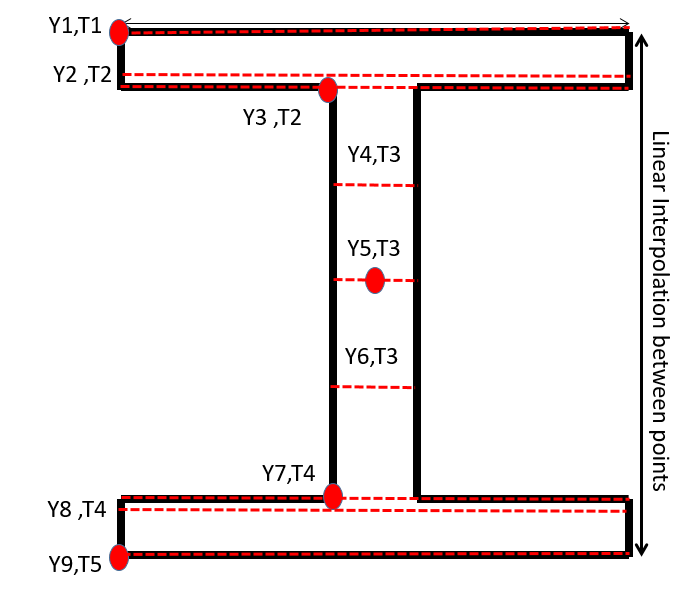 Y1,T1
Y2 ,T2
Y3 ,T2
Y4,T3
Y5,T3
Y6,T3
Y7,T4
Y8 ,T4
Y9,T5
Linear Interpolation between points